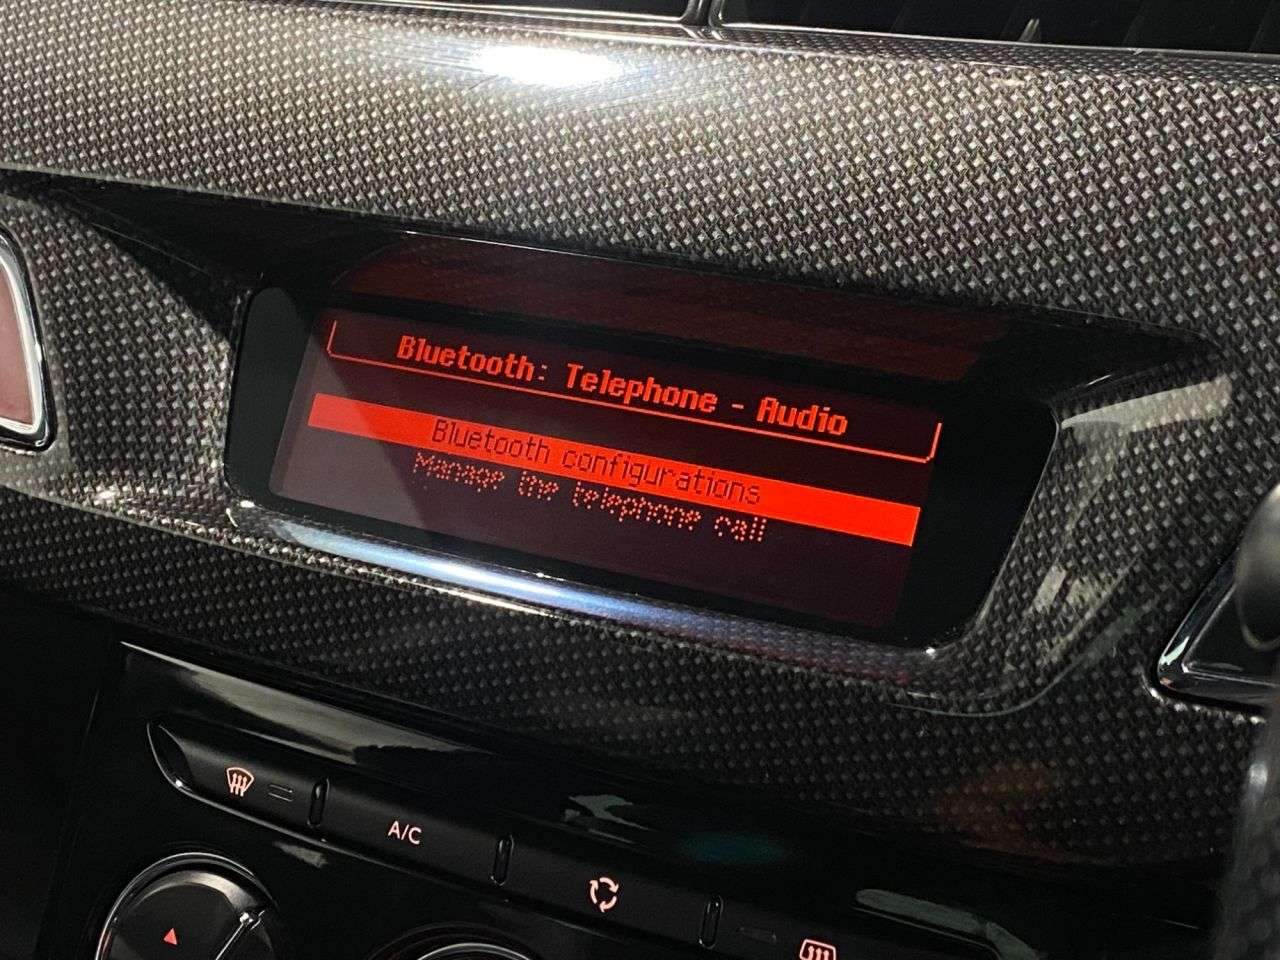 Bluetooth: Telephone - Audio
Bluetooth configurations
Manage the telephone call
A/C